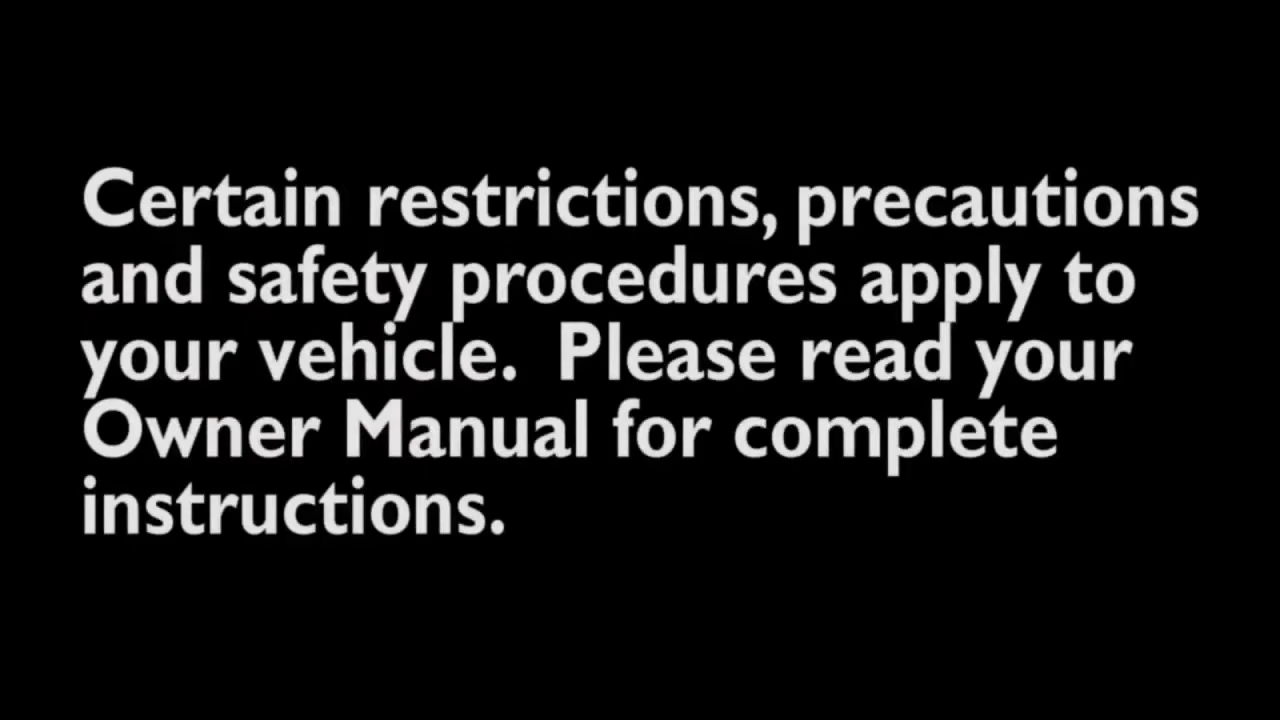 Certain restrictions, precautions
and safety procedures apply to
your vehicle.  Please read your
Owner Manual for complete
instructions.